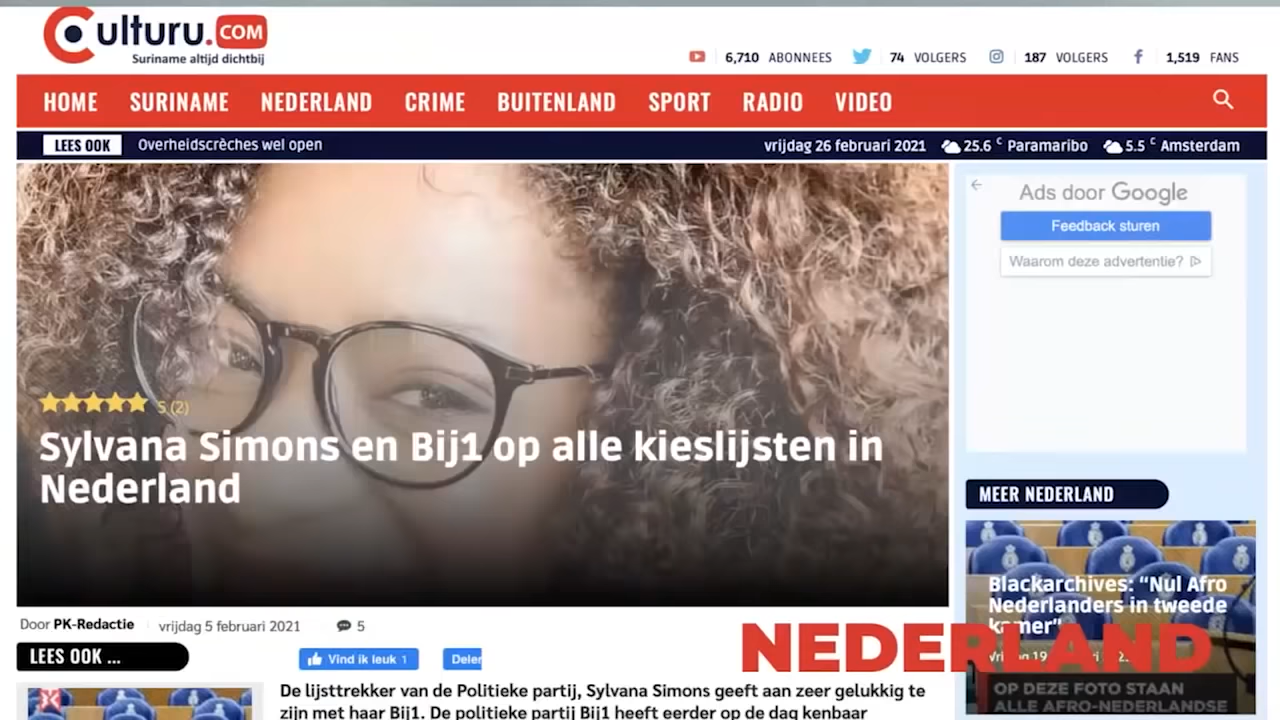 Culturu.COM
Suriname altijd dichtbij
6,710 ABONNEES 74 VOLGERS 187 VOLGERS 1,519 FANS
HOME SURINAME NEDERLAND CRIME BUITENLAND SPORT RADIO VIDEO
LEES OOK Overheidscrèches wel open vrijdag 26 februari 2021 25.6 C Paramaribo 5.5 C Amsterdam
Ads door Google
Feedback sturen
Waarom deze advertentie?
5 (2)
Sylvana Simons en Bij1 op alle kieslijsten in
Nederland
MEER NEDERLAND
Blackarchives: “Nul Afro
Nederlanders in tweede
kamer”
NEDERLAND
OP DEZE FOTO STAAN
ALLE AFRO-NEDERLANDSE
Door PK-Redactie vrijdag 5 februari 2021 5
LEES OOK ...
Vind ik leuk 1
De lijsttrekker van de Politieke partij, Sylvana Simons geeft aan zeer gelukkig te
zijn met haar Bij1. De politieke partij Bij1 heeft eerder op de dag kenbaar